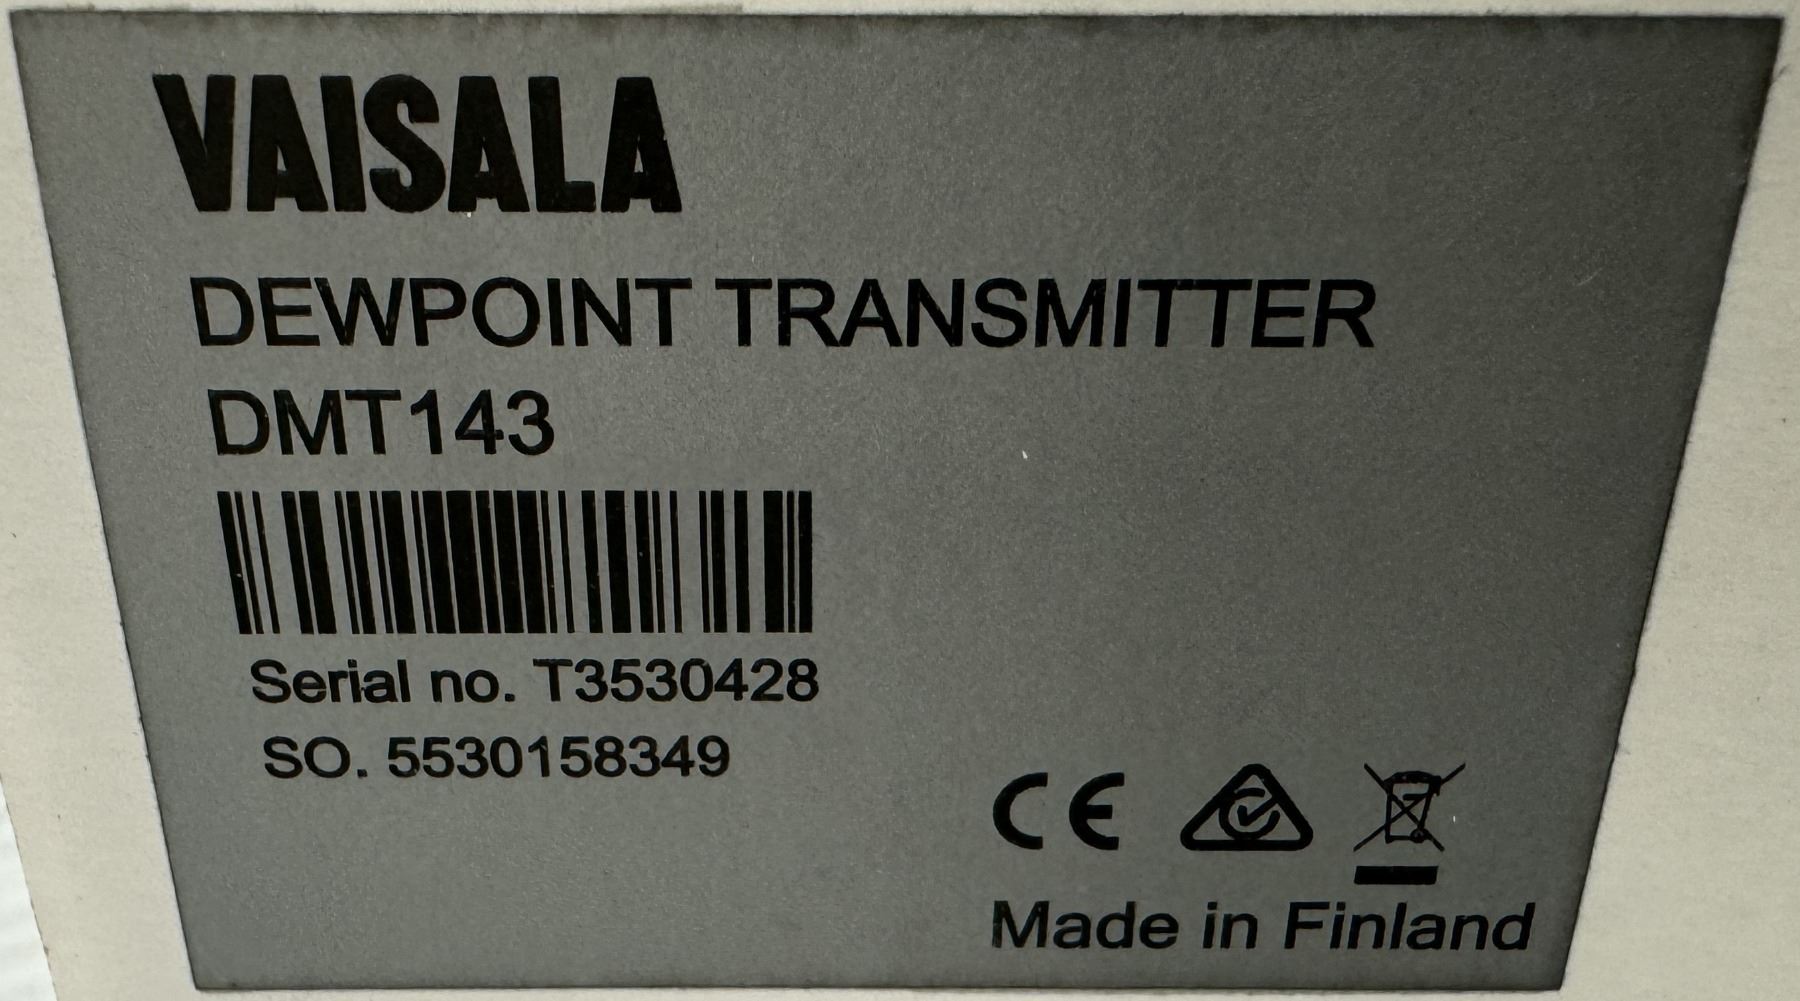 VAISALA
DEWPOINT TRANSMITTER
DMT143
Serial no. T3530428
SO. 5530158349
CE
Made in Finland